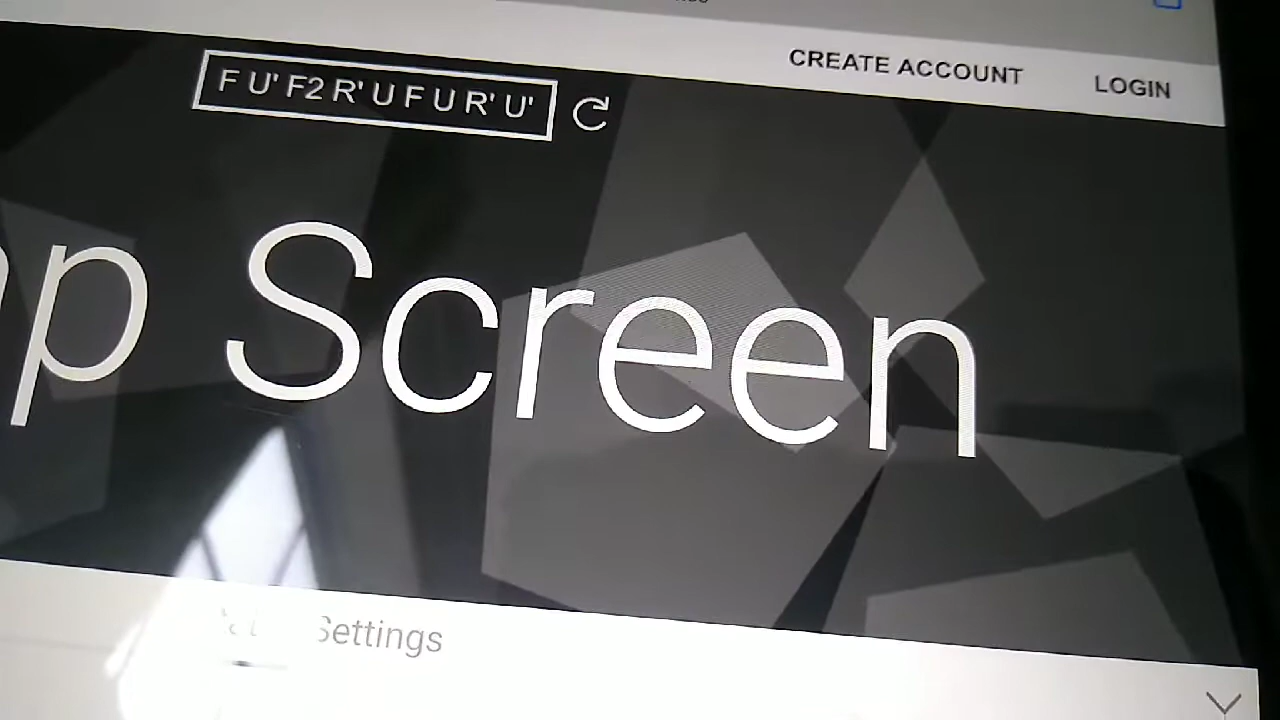 CREATE ACCOUNT LOGIN
F U' F2 R' U F U R' U'
p Screen
Settings